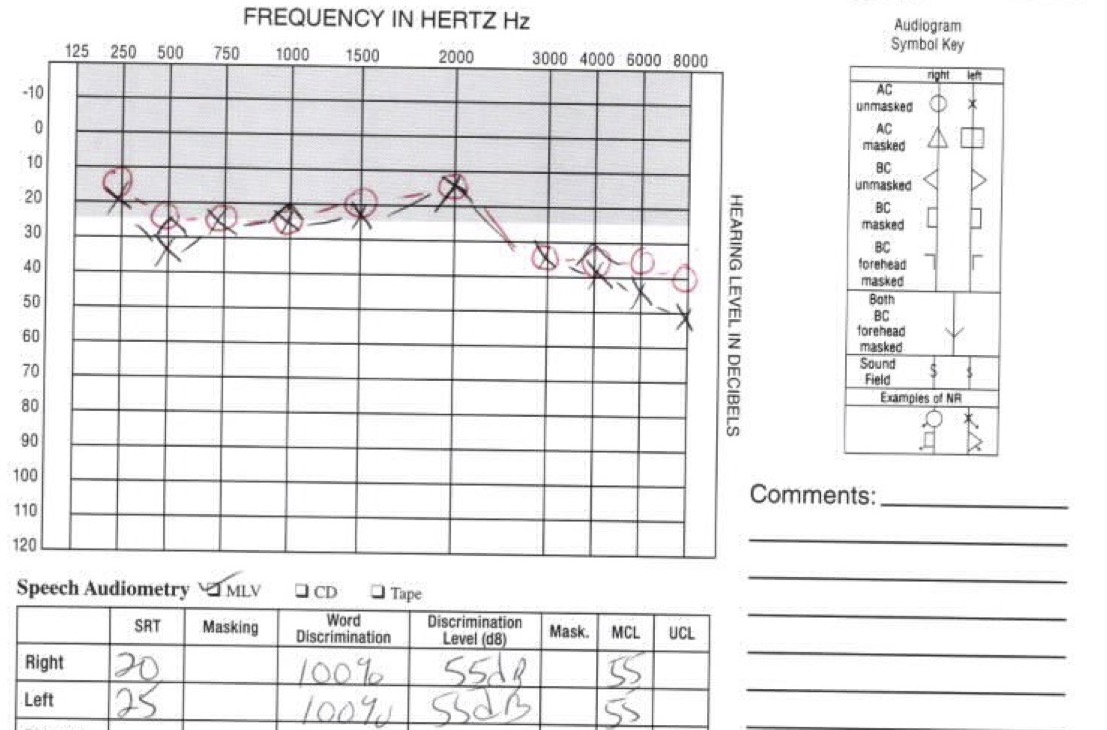 FREQUENCY IN HERTZ Hz
125 250 500 750 1000 1500 2000 3000 4000 6000 8000
-10
0
10
20
30
40
50
60
70
80
90
100
110
120
HEARING LEVEL IN DECIBELS
Audiogram
Symbol Key
right left
AC
unmasked
AC
masked
BC
unmasked
BC
masked
BC
forehead
masked
Both
BC
forehead
masked
Sound
Field
S S
Examples of NR
Comments:
Speech Audiometry MLV CD Tape
SRT Masking Word Discrimination Discrimination Level (dB) Mask. MCL UCL
Right 20 100% 55dB 55
Left 25 100% 55dB 55